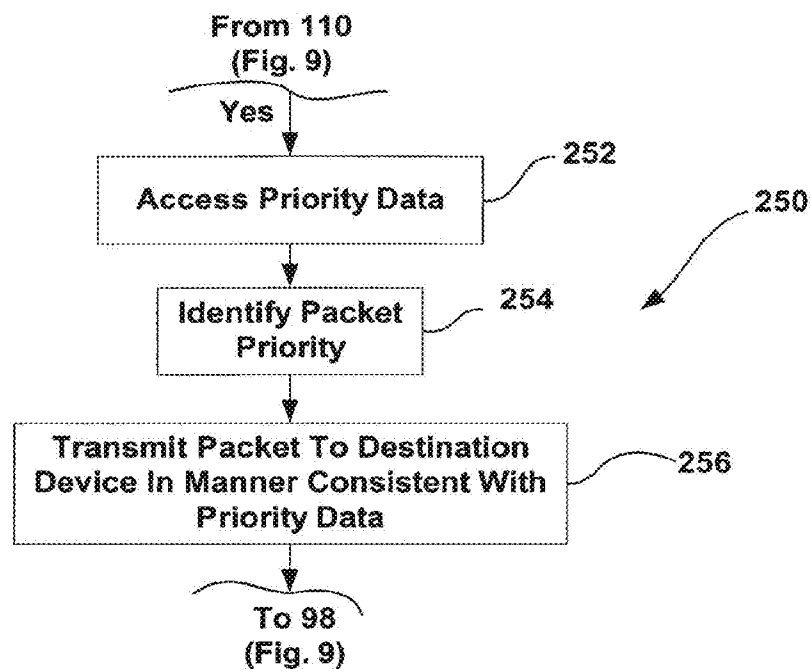 From 110
(Fig. 9)
Yes
252
Access Priority Data
250
254
Identify Packet
Priority
Transmit Packet To Destination
Device In Manner Consistent With
Priority Data
256
To 98
(Fig. 9)